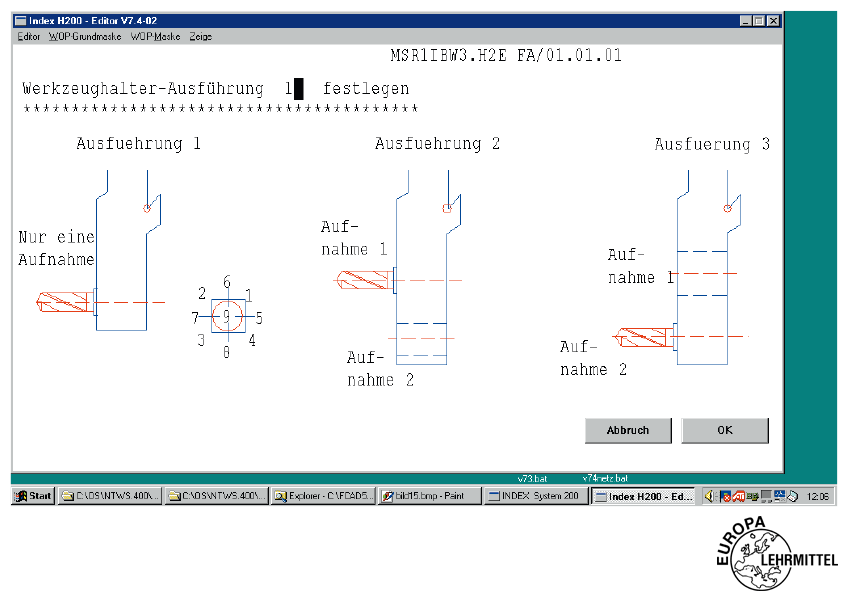 Index H200 - Editor V7.4-02
Editor WOP-Grundmaske WOP-Maske Zeige
MSR1IBW3.H2E FA/01.01.01
Werkzeughalter-Ausführung 1 festlegen
****************************************
Ausfuehrung 1
Ausfuehrung 2
Ausfuerung 3
Nur eine
Aufnahme
6
2 1
7 9 5
3 4
8
Auf-
nahme 1
Auf-
nahme 2
Auf-
nahme 1
Auf-
nahme 2
Abbruch OK
v73.bat v74netz.bat
Start C:\OS\NTWS.400\... C:\OS\NTWS.400\... Explorer - C:\FCAD5... bild15.bmp - Paint INDEX System 200 Index H200 - Ed... 12:06
EUROPA
LEHRMITTEL